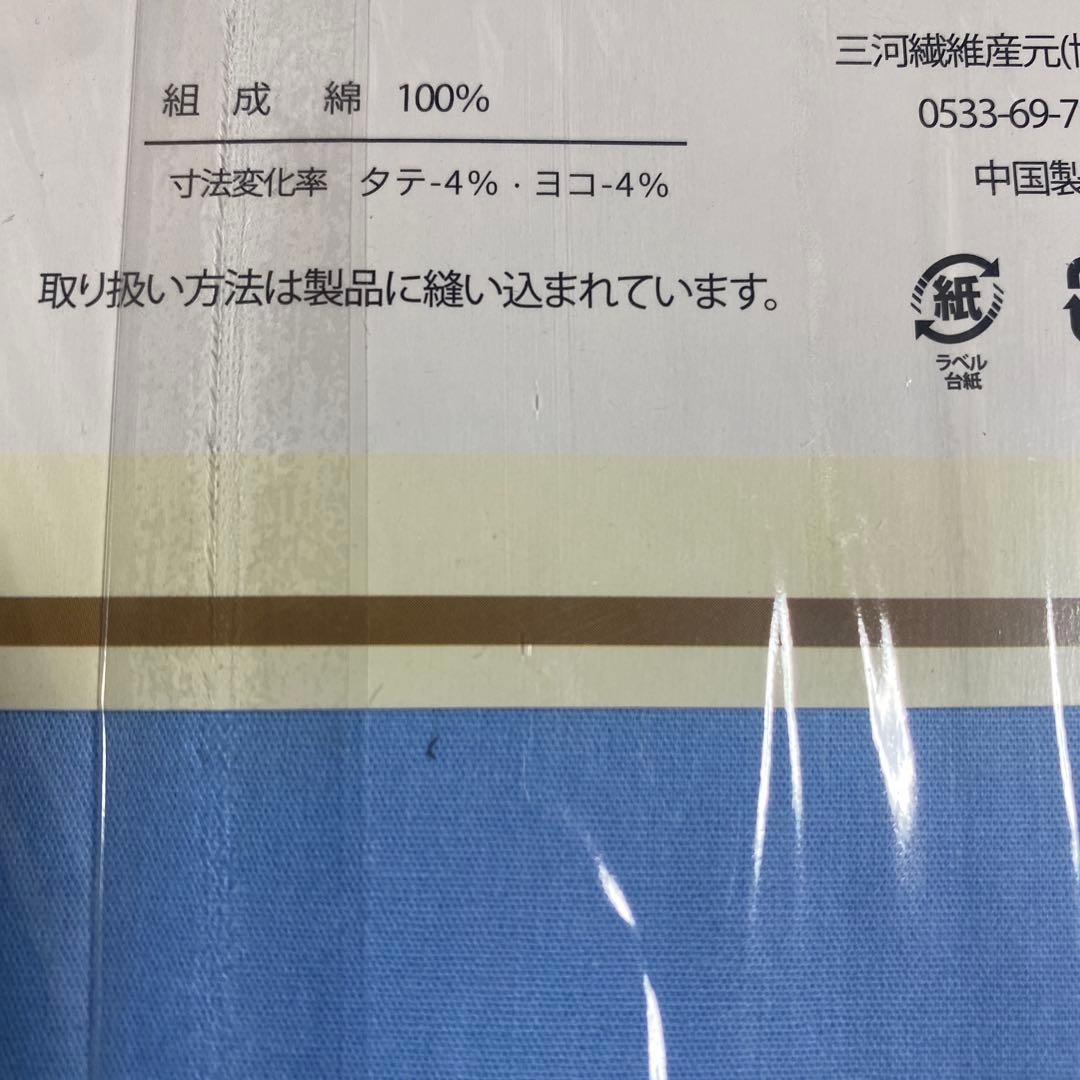 三河繊維産元(
組 成 綿 100%
0533-69-7
寸法変化率 タテ-4%・ヨコ-4%
中国製
取り扱い方法は製品に縫い込まれています。
紙
ラベル
台紙